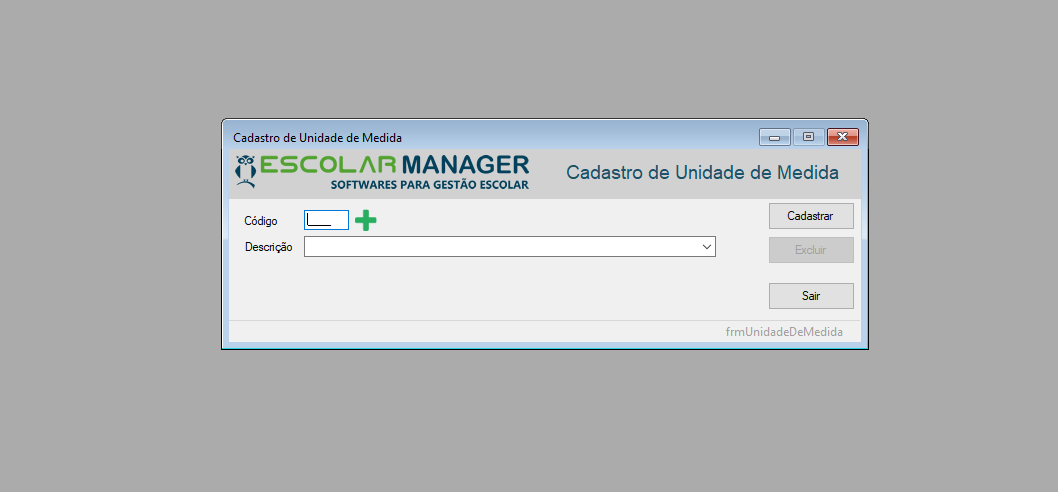 Cadastro de Unidade de Medida
ESCOLAR MANAGER
SOFTWARES PARA GESTÃO ESCOLAR
Cadastro de Unidade de Medida
Código
Cadastrar
Descrição
Excluir
Sair
frmUnidadeDeMedida